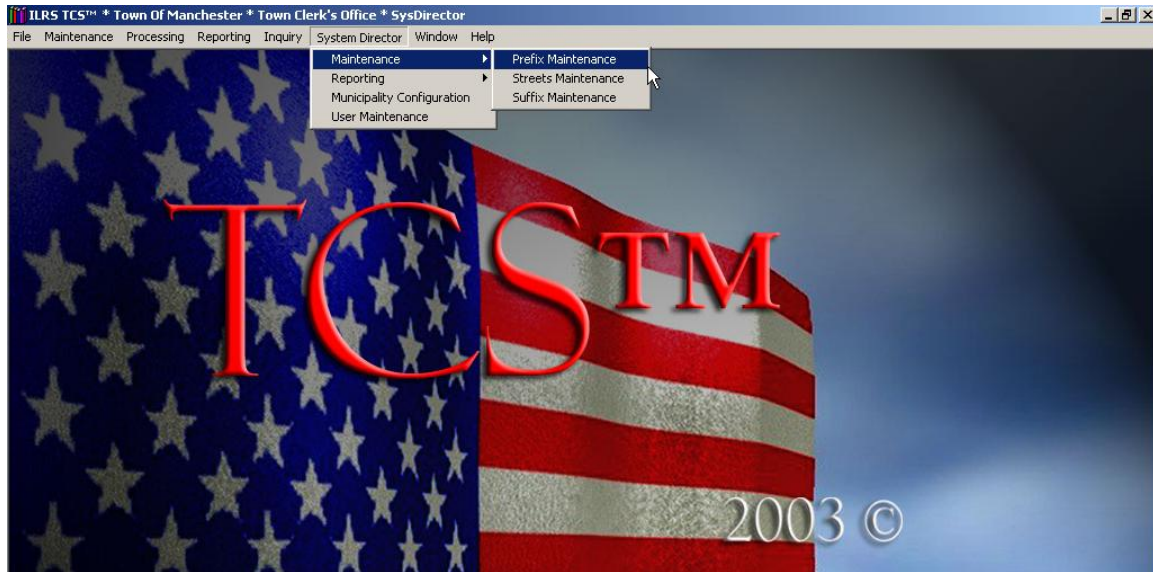 ILRS TCS™ * Town Of Manchester * Town Clerk's Office * SysDirector
File Maintenance Processing Reporting Inquiry System Director Window Help
Maintenance Prefix Maintenance
Reporting Streets Maintenance
Municipality Configuration Suffix Maintenance
User Maintenance
TCS™
2003 ©